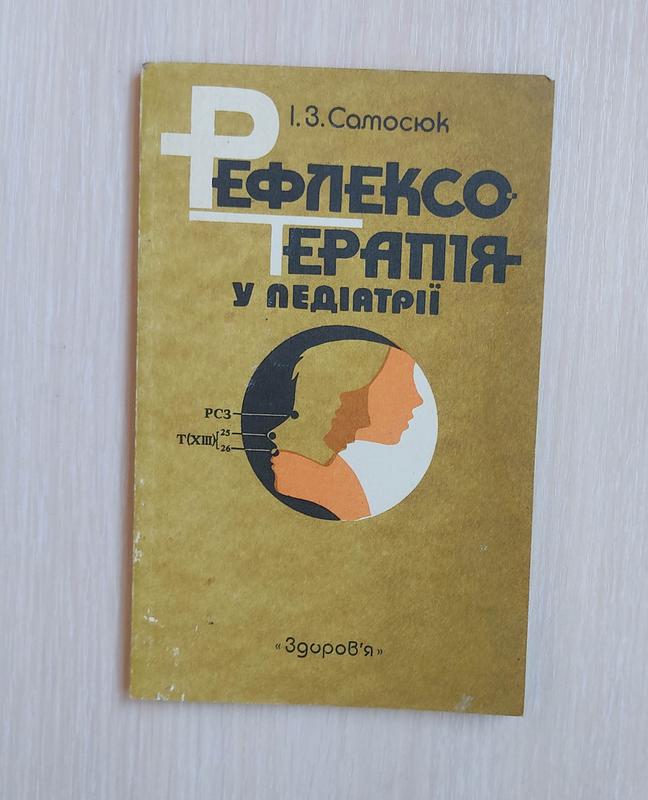 І. З. Самосюк
РЕФЛЕКСО-
ТЕРАПІЯ
У ПЕДІАТРІЇ
РС3
Т(XIII)
25
26
«Здоров'я»